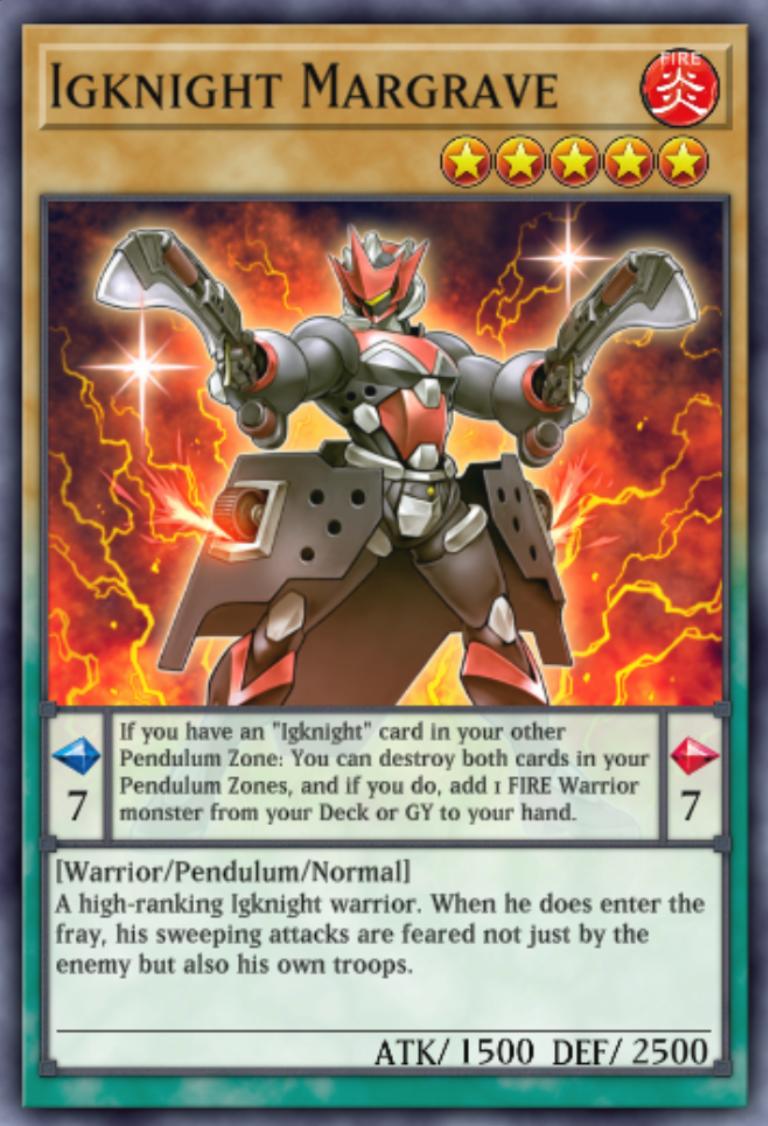 Igknight Margrave
FIRE
炎
If you have an "Igknight" card in your other
Pendulum Zone: You can destroy both cards in your
Pendulum Zones, and if you do, add 1 FIRE Warrior
monster from your Deck or GY to your hand.
7
7
[Warrior/Pendulum/Normal]
A high-ranking Igknight warrior. When he does enter the
fray, his sweeping attacks are feared not just by the
enemy but also his own troops.
ATK/ 1500 DEF/ 2500